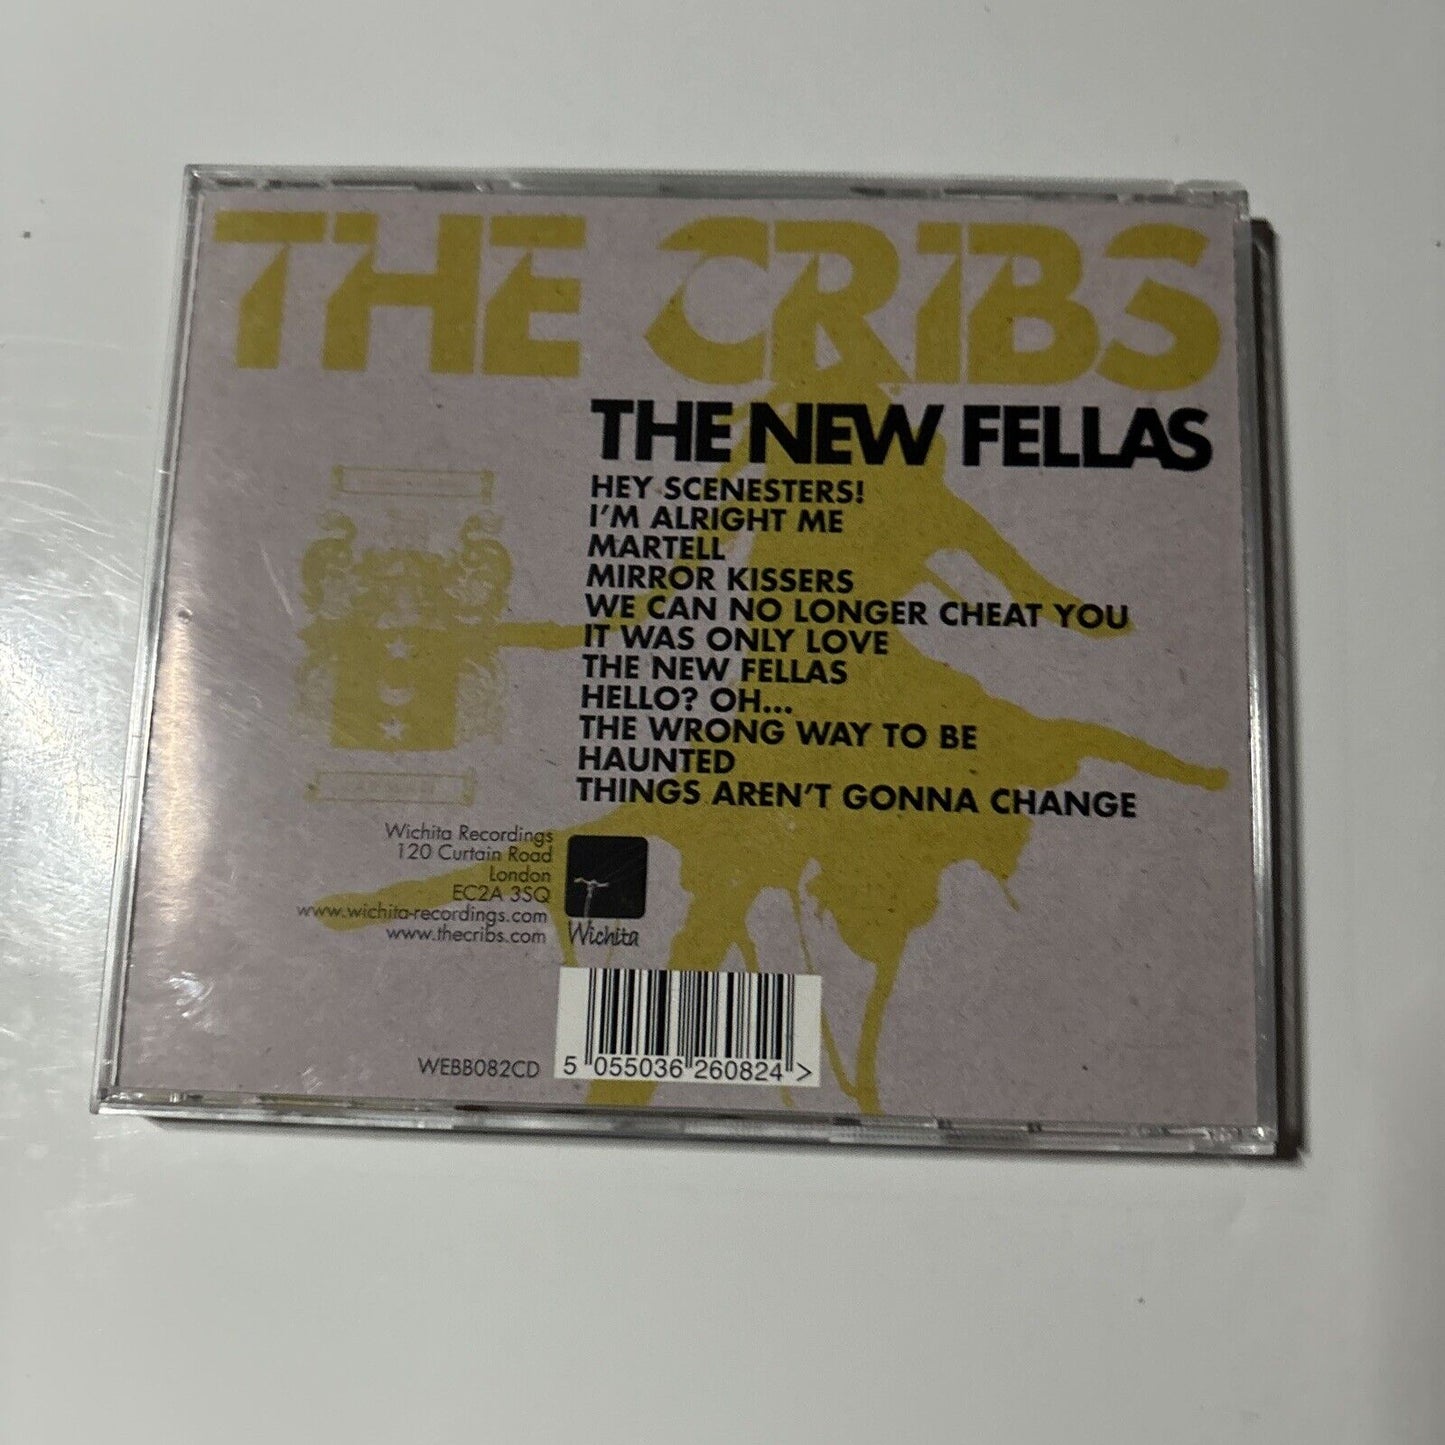 THE CRIBS
THE NEW FELLAS
HEY SCENESTERS!
I'M ALRIGHT ME
MARTELL
MIRROR KISSERS
WE CAN NO LONGER CHEAT YOU
IT WAS ONLY LOVE
THE NEW FELLAS
HELLO? OH...
THE WRONG WAY TO BE
HAUNTED
THINGS AREN'T GONNA CHANGE
Wichita Recordings
120 Curtain Road
London
EC2A 3SQ
www.wichita-recordings.com
www.thecribs.com
Wichita
WEBB082CD
5 055036 260824 >